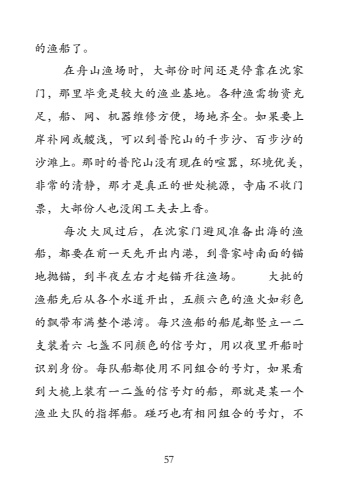 的渔船了。
在舟山渔场时，大部份时间还是停靠在沈家
门，那里毕竟是较大的渔业基地。各种渔需物资充
足，船、网、机器维修方便，场地齐全。如果要上
岸补网或艘浅，可以到普陀山的千步沙、百步沙的
沙滩上。那时的普陀山没有现在的喧嚣，环境优美，
非常的清静，那才是真正的世处桃源，寺庙不收门
票，大部份人也没闲工夫去上香。
每次大风过后，在沈家门避风准备出海的渔
船，都要在前一天先开出内港，到鲁家峙南面的锚
地抛锚，到半夜左右才起锚开往渔场。 大批的
渔船先后从各个水道开出，五颜六色的渔火如彩色
的飘带布满整个港湾。每只渔船的船尾都竖立一二
支装着六 七盏不同颜色的信号灯，用以夜里开船时
识别身份。每队船都使用不同组合的号灯，如果看
到大桅上装有一二盏的信号灯的船，那就是某一个
渔业大队的指挥船。碰巧也有相同组合的号灯，不
57